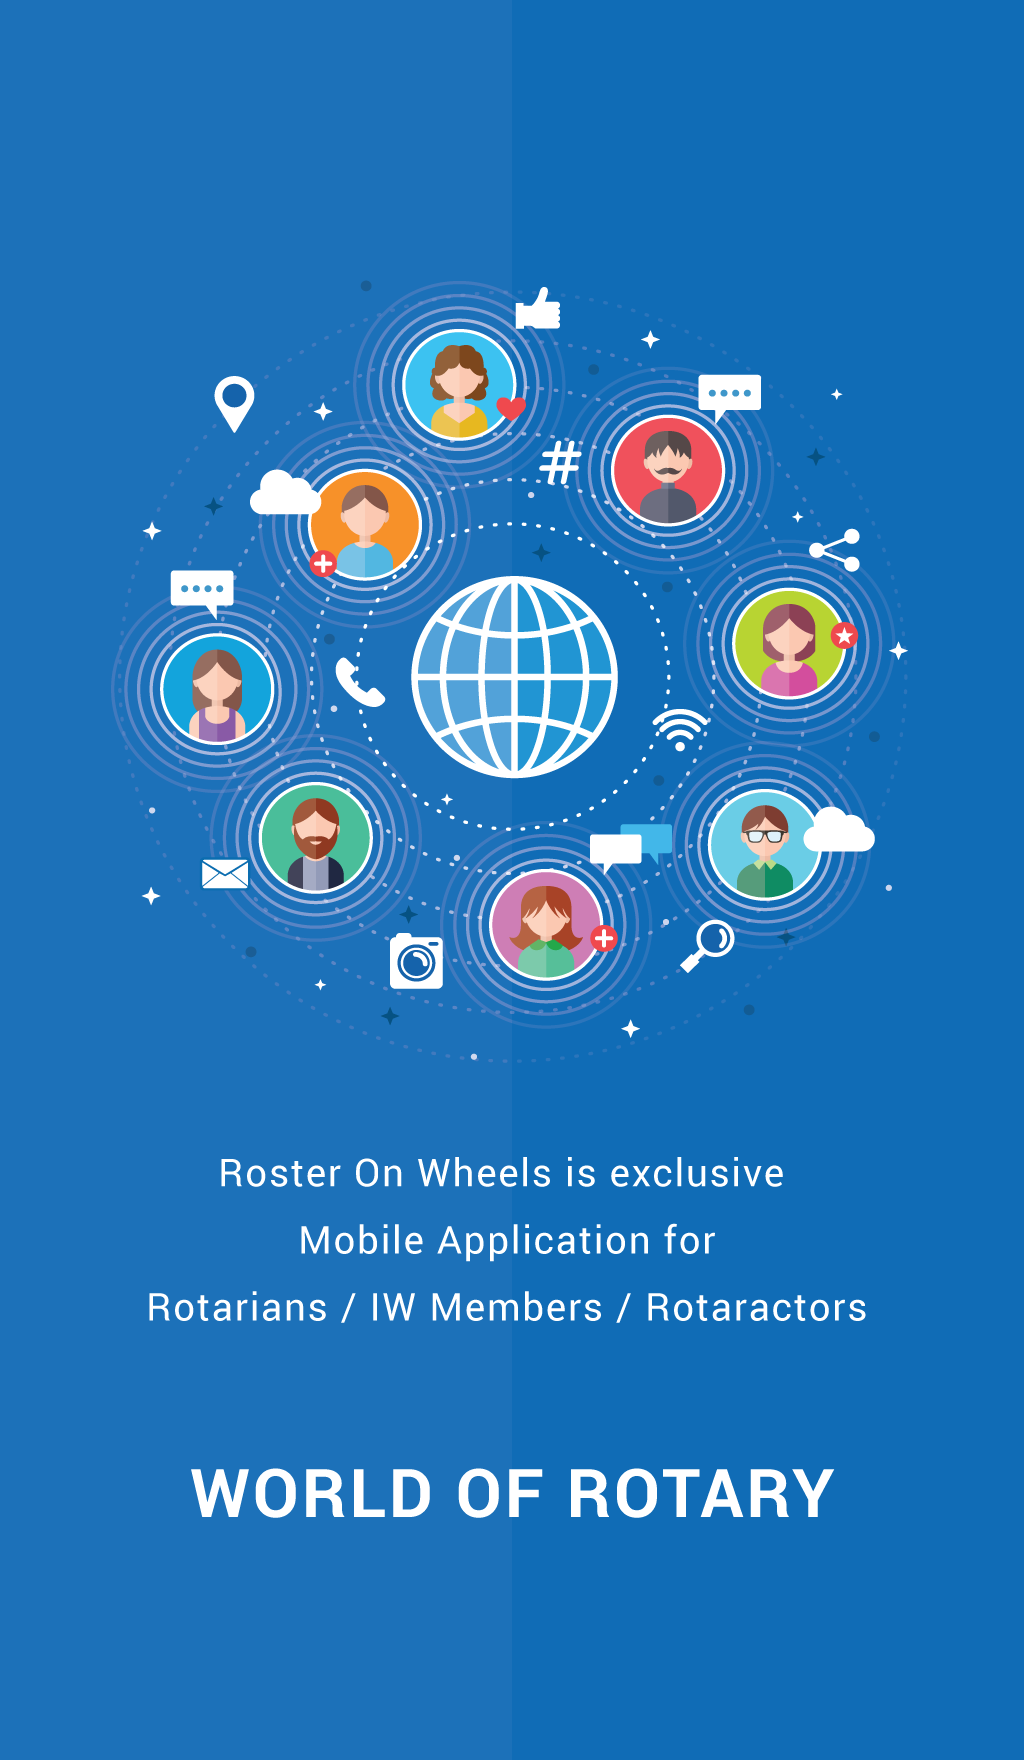 #
Roster On Wheels is exclusive
Mobile Application for
Rotarians / IW Members / Rotaractors
WORLD OF ROTARY